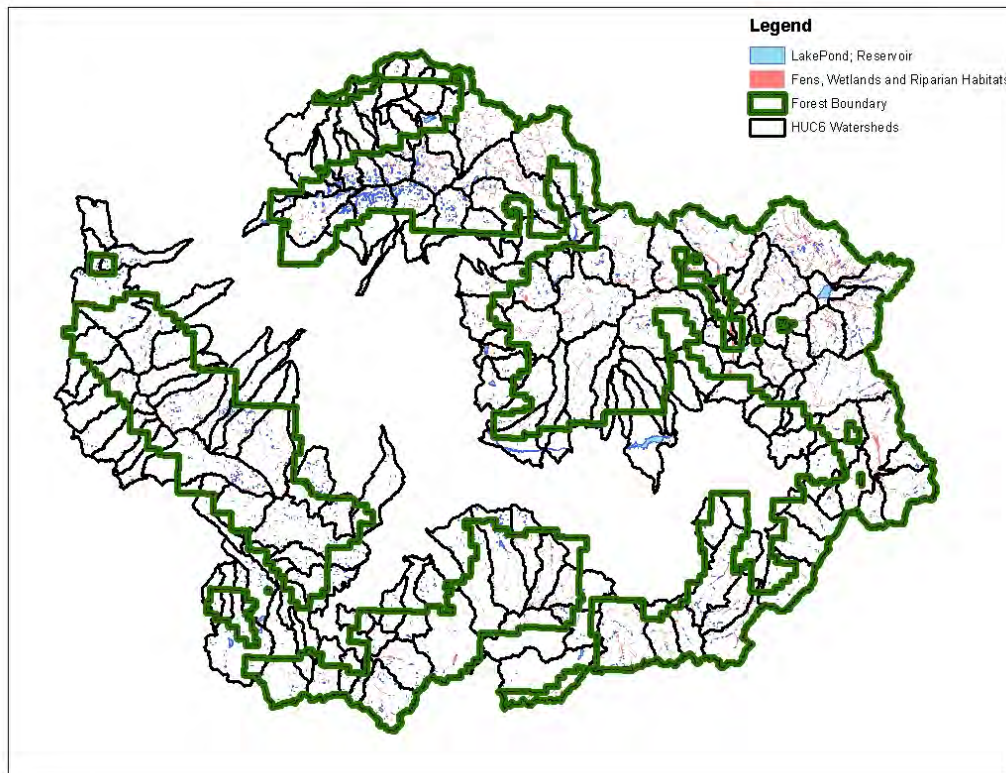 Legend
LakePond; Reservoir
Fens, Wetlands and Riparian Habitats
Forest Boundary
HUC6 Watersheds